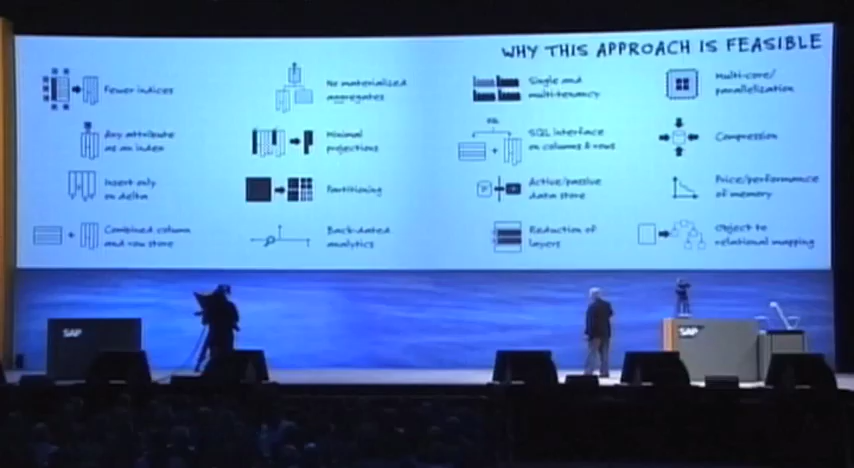 WHY THIS APPROACH IS FEASIBLE
Fewer indices
Any attribute
as an index
Insert only
on delta
Combined column
and row store
No materialized
aggregates
Minimal
projections
Partitioning
Back-dated
analytics
Single and
multi-tenancy
SQL
SQL interface
on columns & rows
Active/passive
data store
Reduction of
layers
Multi-core/
parallelization
Compression
Price/performance
of memory
Object to
relational mapping
SAP
SAP